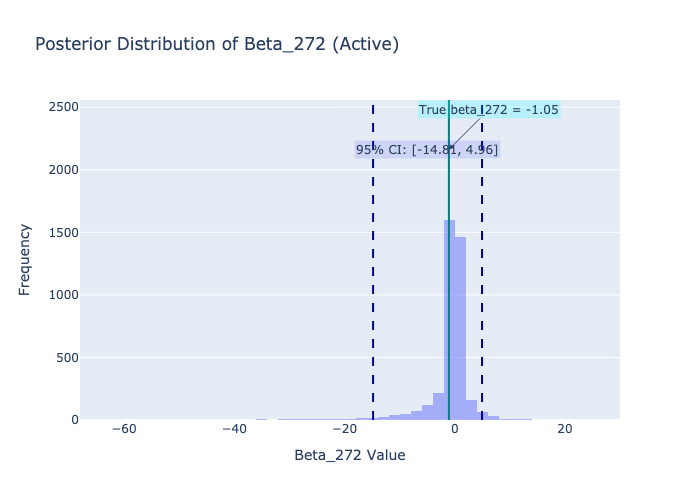 Posterior Distribution of Beta_272 (Active)
2500
True beta_272 = -1.05
95% CI: [-14.81, 4.96]
2000
1500
1000
500
0
Frequency
−60
−40
−20
0
20
Beta_272 Value